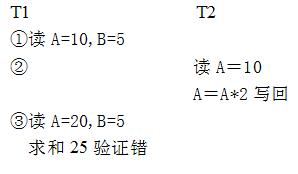 T1 T2
①读 A=10,B=5
② 读 A＝10
A＝A*2 写回
③读 A=20,B=5
求和 25 验证错